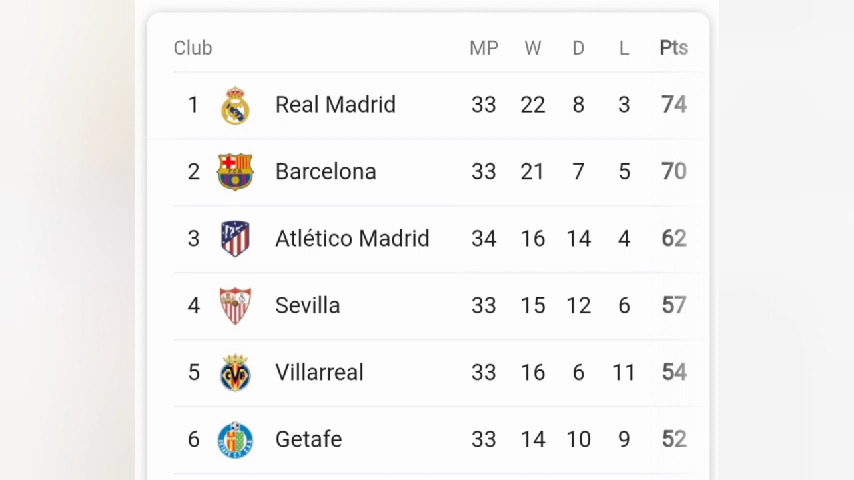 Club MP W D L Pts
1 Real Madrid 33 22 8 3 74
2 Barcelona 33 21 7 5 70
3 Atlético Madrid 34 16 14 4 62
4 Sevilla 33 15 12 6 57
5 Villarreal 33 16 6 11 54
6 Getafe 33 14 10 9 52